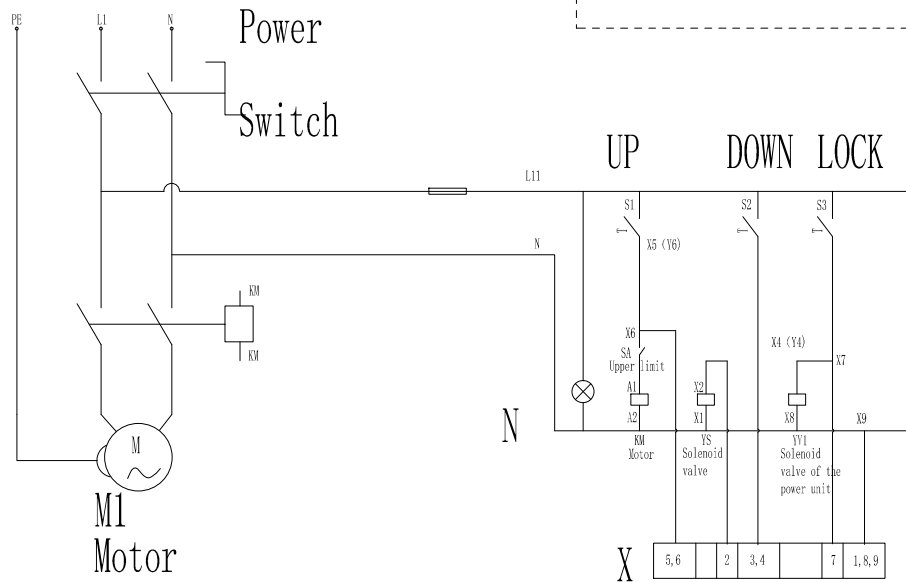 PE L1 N Power
Switch
UP DOWN LOCK
L11
S1 S2 S3
N X5 (Y6)
KM
X6 X4 (Y4)
SA X7
Upper limit
KM
A1 X2
A2 X1 X8 X9
N
KM YS YV1
Motor Solenoid valve Solenoid valve of the power unit
M
M1
Motor
X 5,6 2 3,4 7 1,8,9